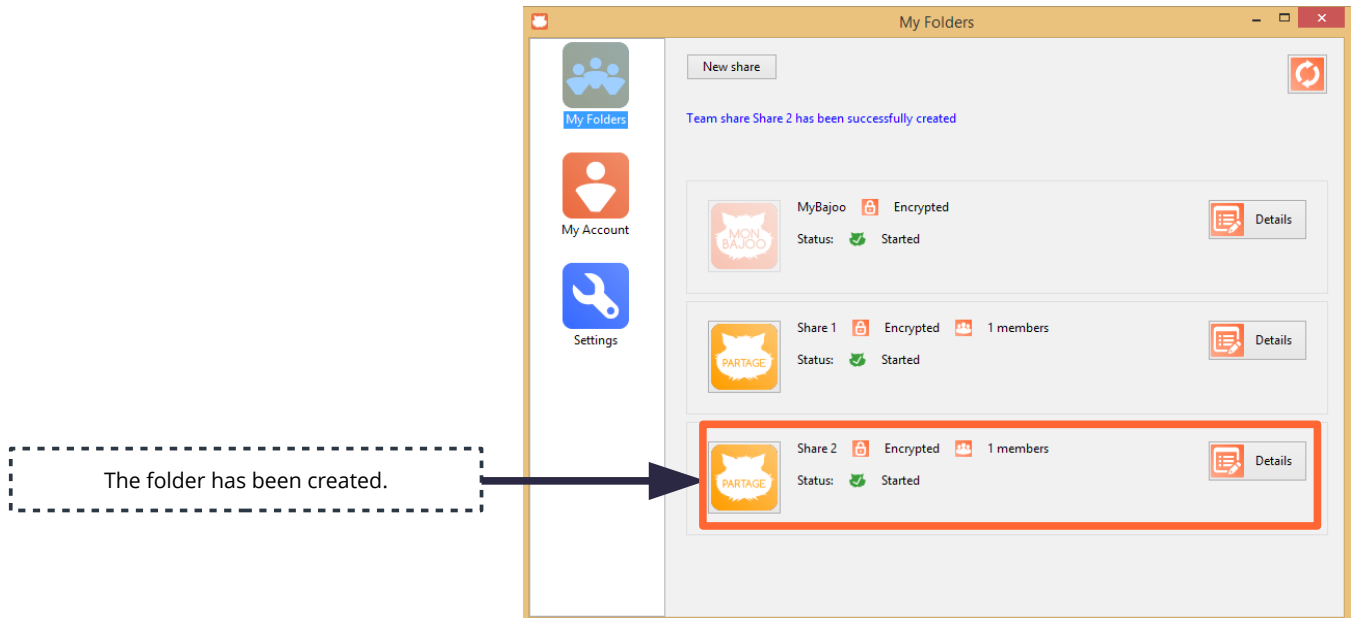 My Folders
New share
My Folders
Team share Share 2 has been successfully created
My Account
MON
BAJOO
MyBajoo Encrypted
Status: Started
Details
Settings
PARTAGE
Share 1 Encrypted 1 members
Status: Started
Details
The folder has been created.
PARTAGE
Share 2 Encrypted 1 members
Status: Started
Details